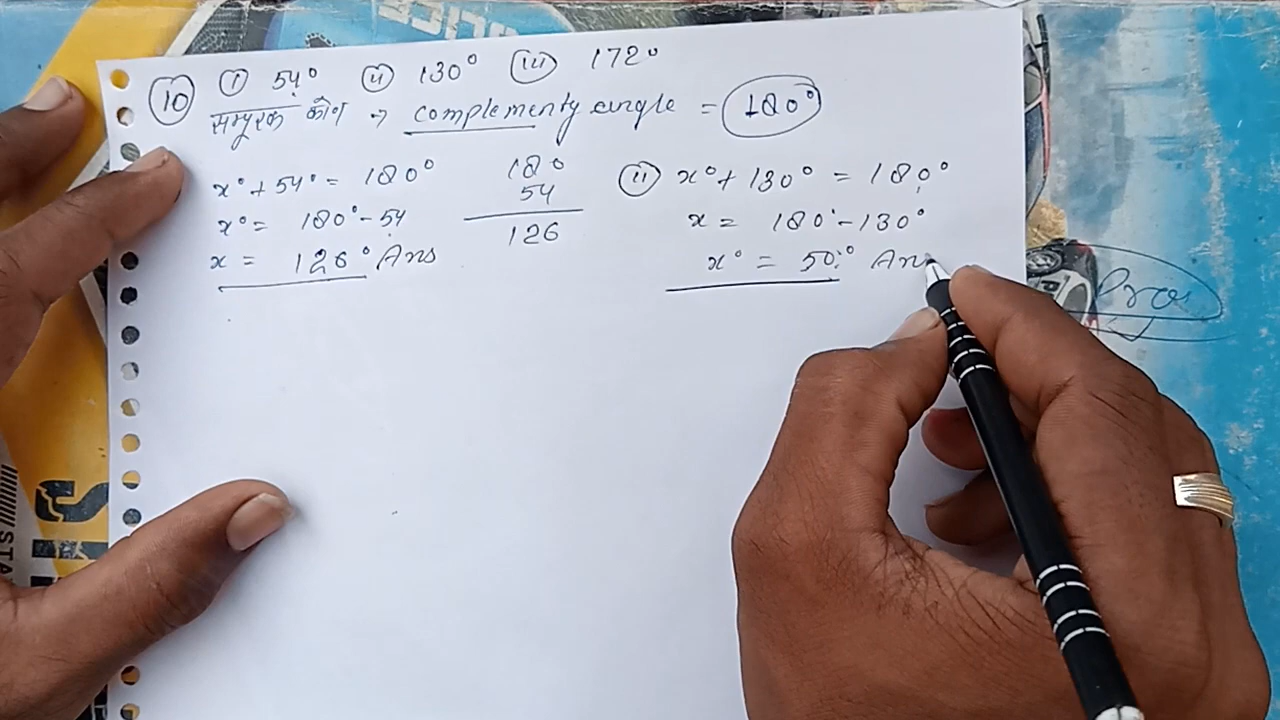 10 i 54° ii 130° iii 172°
सम्पूरक कोण → complementy angle = 180°
x° + 54° = 180°
x° = 180° - 54
x = 126° Ans
180
54
126
ii x° + 130° = 180°
x = 180° - 130°
x° = 50° Ans